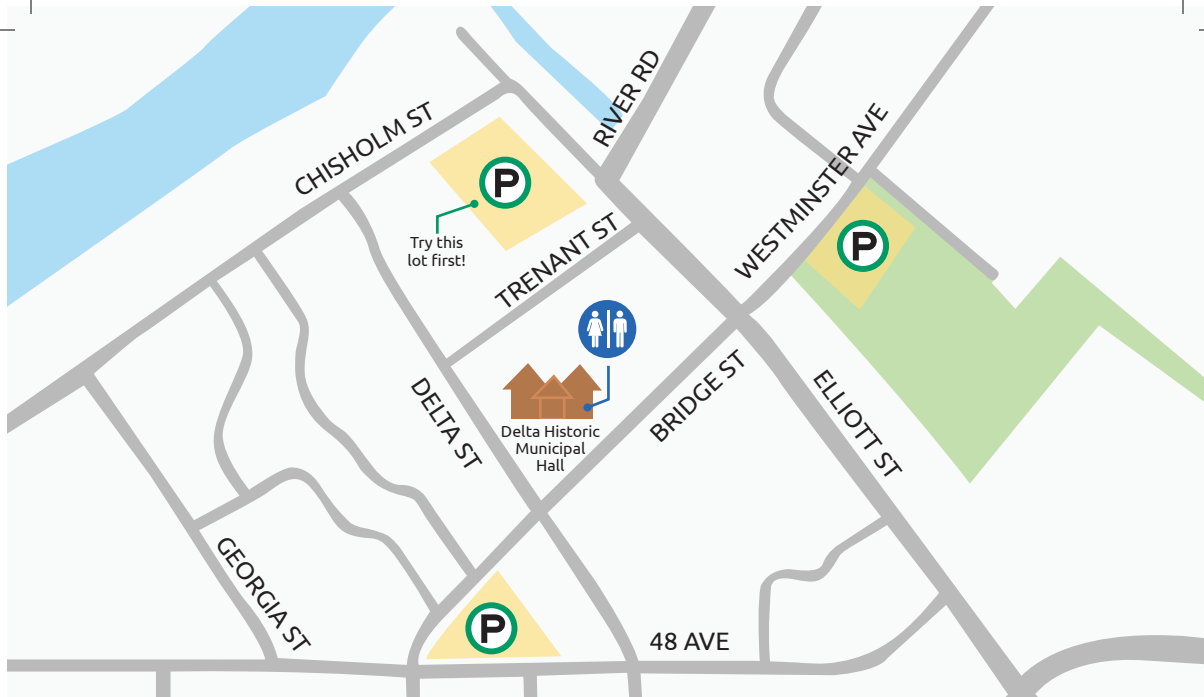 RIVER RD
CHISHOLM ST
WESTMINSTER AVE
P
Try this
lot first!
TRENANT ST
P
DELTA ST
BRIDGE ST
ELLIOTT ST
Delta Historic
Municipal
Hall
GEORGIA ST
P
48 AVE